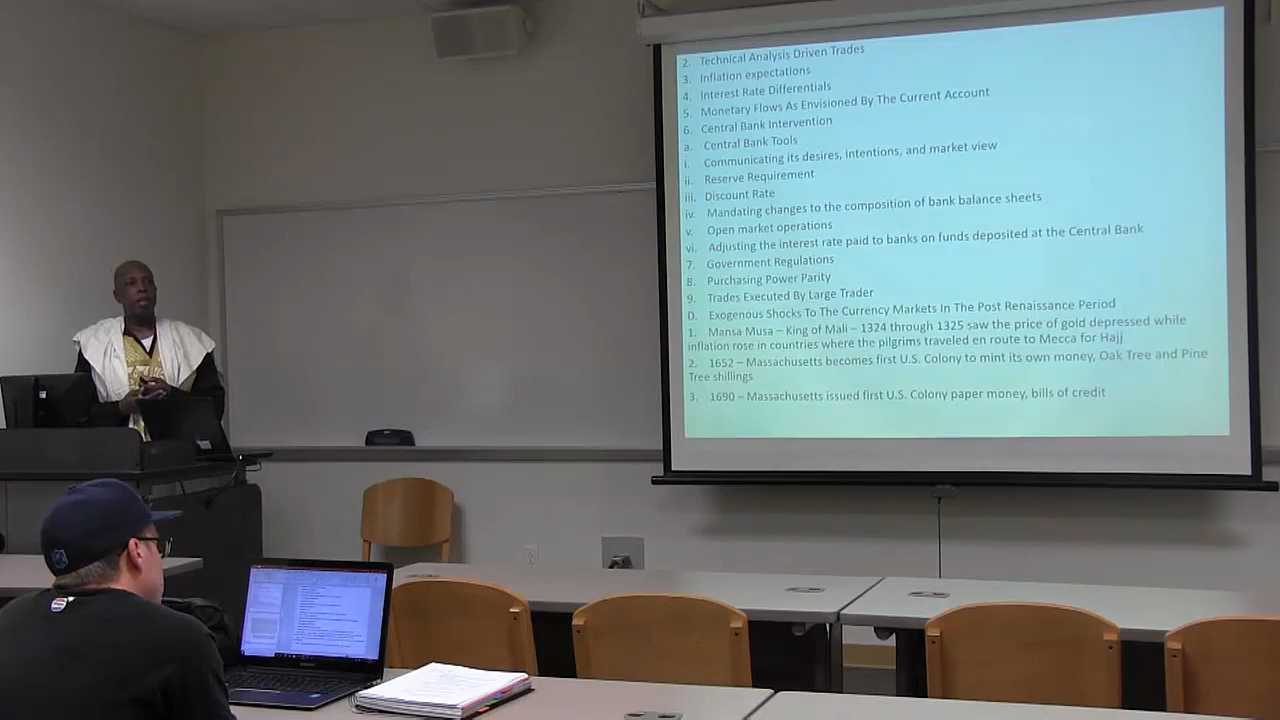 2. Technical Analysis Driven Trades
3. Inflation expectations
4. Interest Rate Differentials
5. Monetary Flows As Envisioned By The Current Account
6. Central Bank Intervention
a. Central Bank Tools
i. Communicating its desires, intentions, and market view
ii. Reserve Requirement
iii. Discount Rate
iv. Mandating changes to the composition of bank balance sheets
v. Open market operations
vi. Adjusting the interest rate paid to banks on funds deposited at the Central Bank
7. Government Regulations
8. Purchasing Power Parity
9. Trades Executed By Large Trader
D. Exogenous Shocks To The Currency Markets In The Post Renaissance Period
1. Mansa Musa – King of Mali – 1324 through 1325 saw the price of gold depressed while
inflation rose in countries where the pilgrims traveled en route to Mecca for Hajj
2. 1652 – Massachusetts becomes first U.S. Colony to mint its own money, Oak Tree and Pine
Tree shillings
3. 1690 – Massachusetts issued first U.S. Colony paper money, bills of credit